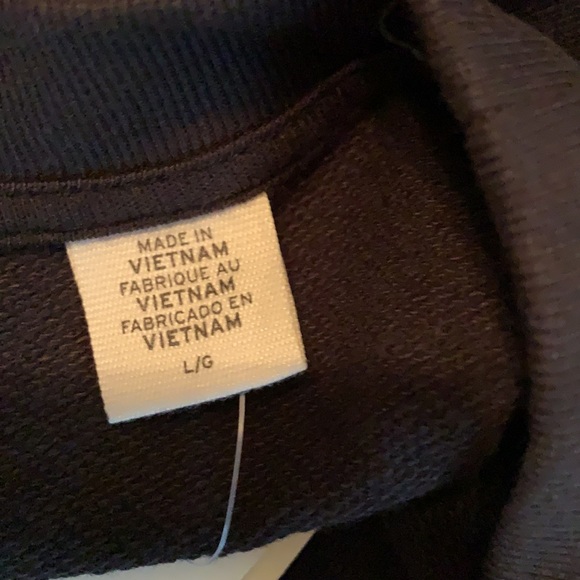 MADE IN
VIETNAM
FABRIQUE AU
VIETNAM
FABRICADO EN
VIETNAM
L/G